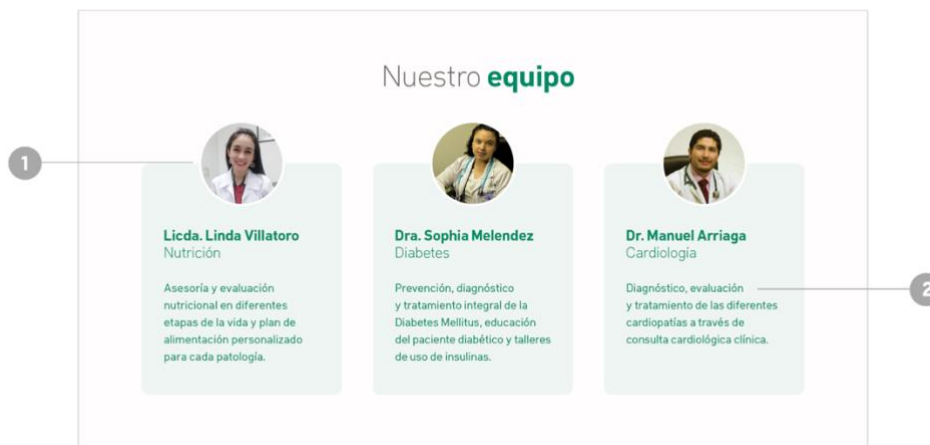 Nuestro equipo
1
Licda. Linda Villatoro
Nutrición
Asesoría y evaluación
nutricional en diferentes
etapas de la vida y plan de
alimentación personalizado
para cada patología.
Dra. Sophia Melendez
Diabetes
Prevención, diagnóstico
y tratamiento integral de la
Diabetes Mellitus, educación
del paciente diabético y talleres
de uso de insulinas.
Dr. Manuel Arriaga
Cardiología
Diagnóstico, evaluación
y tratamiento de las diferentes
cardiopatías a través de
consulta cardiológica clínica.
2